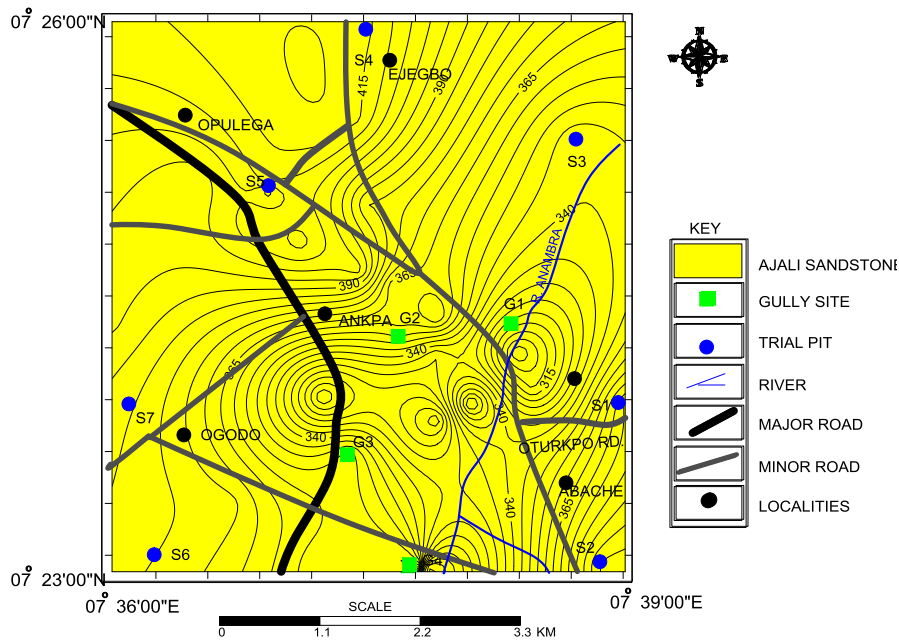 07° 26'00"N
S4
EJEGBO
415
390
365
OPULEGA
S3
S5
340
R. ANAMBRA
365
390
G1
ANKPA
G2
340
365
315
S7
S1
340
OGODO
340
G3
OTURKPO RD.
ABACHE
340
365
S6
S2
G4
07° 23'00"N
07° 36'00"E
07° 39'00"E
SCALE
0 1.1 2.2 3.3 KM
N
W E
S
KEY
AJALI SANDSTONE
GULLY SITE
TRIAL PIT
RIVER
MAJOR ROAD
MINOR ROAD
LOCALITIES